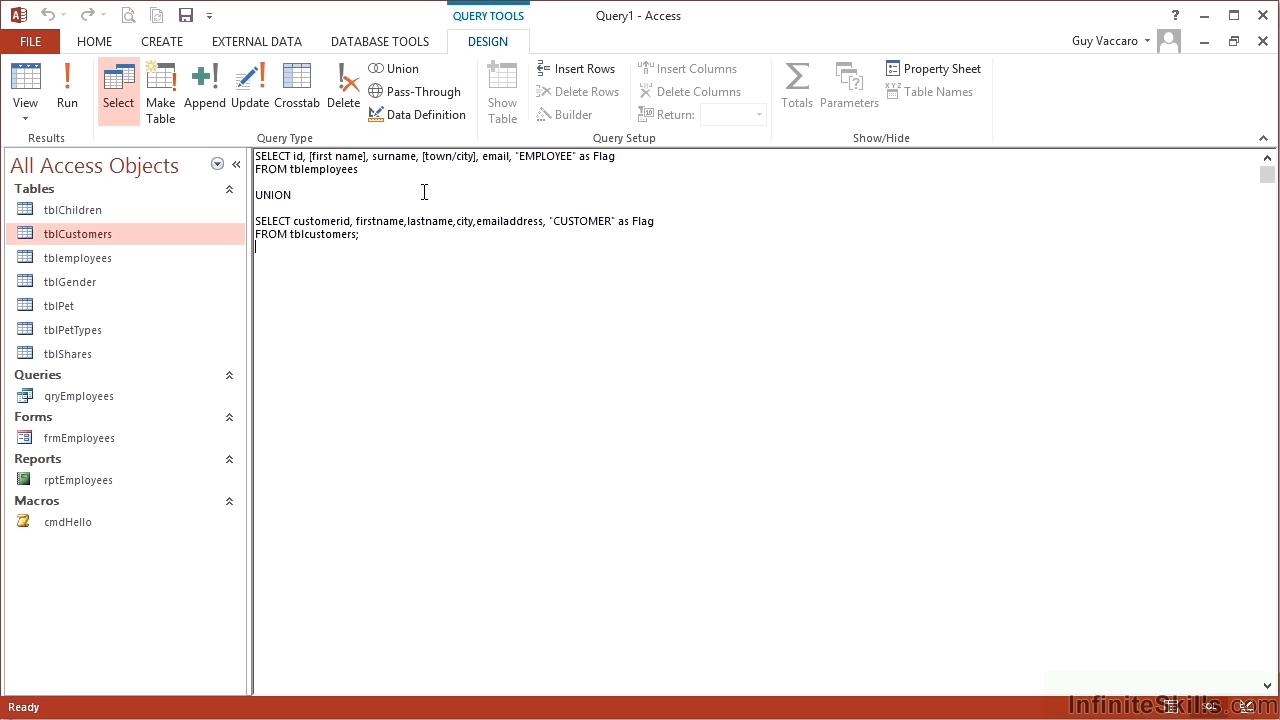 QUERY TOOLS
Query1 - Access
?
FILE
HOME
CREATE
EXTERNAL DATA
DATABASE TOOLS
DESIGN
Guy Vaccaro
View
Run
Select
Make
Table
Append
Update
Crosstab
Delete
Union
Pass-Through
Data Definition
Show
Table
Insert Rows
Delete Rows
Builder
Insert Columns
Delete Columns
Return:
Totals
Parameters
Property Sheet
Table Names
Results
Query Type
Query Setup
Show/Hide
All Access Objects
Tables
tblChildren
tblCustomers
tblemployees
tblGender
tblPet
tblPetTypes
tblShares
Queries
qryEmployees
Forms
frmEmployees
Reports
rptEmployees
Macros
cmdHello
SELECT id, [first name], surname, [town/city], email, "EMPLOYEE" as Flag
FROM tblemployees
UNION
SELECT customerid, firstname,lastname,city,emailaddress, "CUSTOMER" as Flag
FROM tblcustomers;
Ready
SQL
InfiniteSkills.com